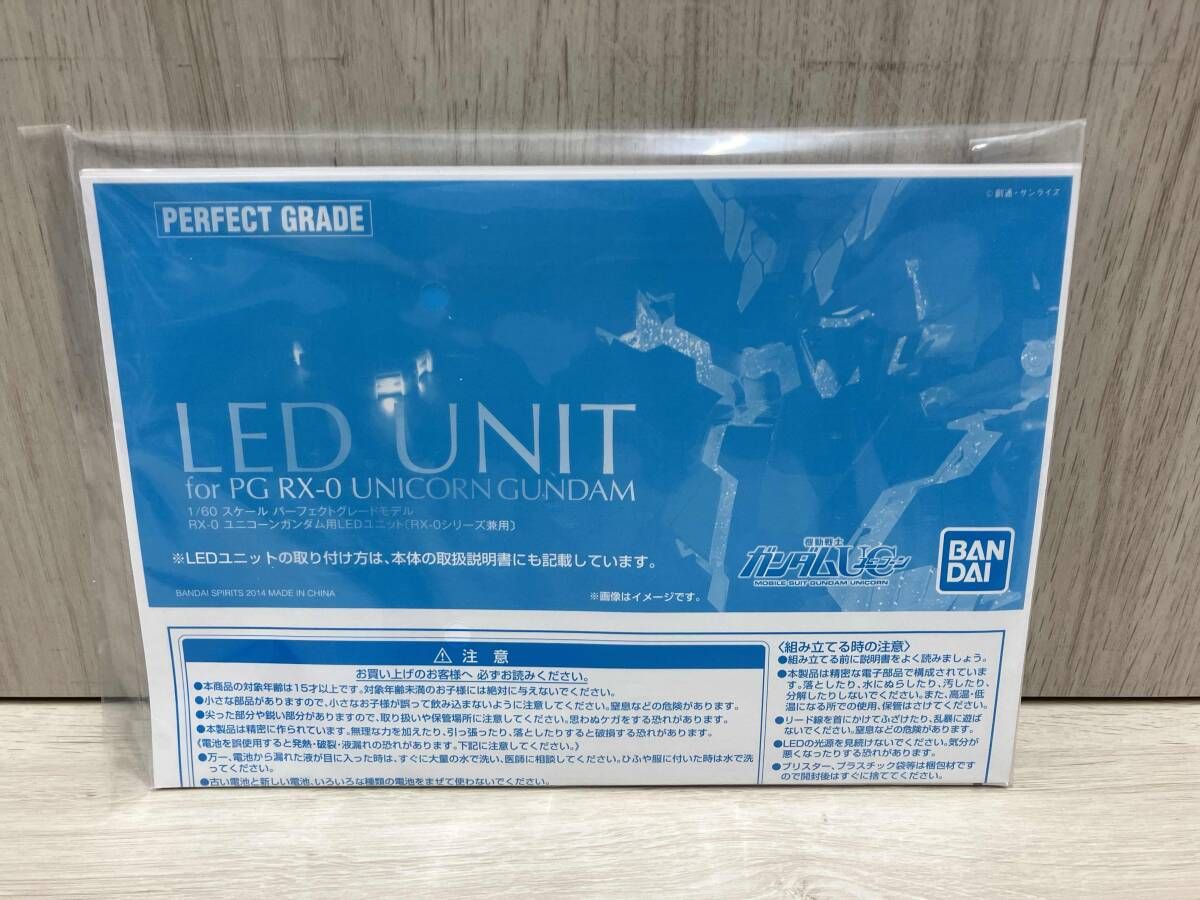 PERFECT GRADE
© 創通・サンライズ
LED UNIT
for PG RX-0 UNICORN GUNDAM
1/60 スケール パーフェクトグレードモデル
RX-0 ユニコーンガンダム用LEDユニット〔RX-0シリーズ兼用〕
※LEDユニットの取り付け方は、本体の取扱説明書にも記載しています。
BANDAI SPIRITS 2014 MADE IN CHINA
※画像はイメージです。
機動戦士
ガンダムUC
ユニコーン
MOBILE SUIT GUNDAM UNICORN
BAN
DAI
⚠ 注意
お買い上げのお客様へ 必ずお読みください。
●本商品の対象年齢は15才以上です。対象年齢未満のお子様には絶対に与えないでください。
●小さな部品がありますので、小さなお子様が誤って飲み込まないように注意してください。窒息などの危険があります。
●尖った部分や鋭い部分がありますので、取り扱いや保管場所に注意してください。思わぬケガをする恐れがあります。
●本製品は精密に作られています。無理な力を加えたり、引っ張ったり、落としたりすると破損する恐れがあります。
《電池を誤使用すると発熱・破裂・液漏れの恐れがあります。下記に注意してください。》
●万一、電池から漏れた液が目に入った時は、すぐに大量の水で洗い、医師に相談してください。ひふや服に付いた時は水で洗
ってください。
●古い電池と新しい電池、いろいろな種類の電池をまぜて使わないでください。
〈組み立てる時の注意〉
●組み立てる前に説明書をよく読みましょう。
●本製品は精密な電子部品で構成されていま
す。落としたり、水にぬらしたり、汚したり、
分解したりしないでください。また、高温・低
温になる所での使用、保管はさけてください。
●リード線を首にかけてふざけたり、乱暴に遊ば
ないでください。窒息などの危険があります。
●LEDの光源を見続けないでください。気分が
悪くなったりする恐れがあります。
●ブリスター、プラスチック袋等は梱包材です
ので開封後はすぐに捨ててください。